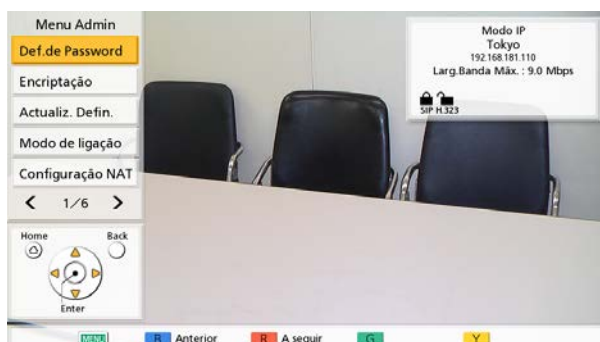 Menu Admin
Def.de Password
Encriptação
Actualiz. Defin.
Modo de ligação
Configuração NAT
1/6
Home
Back
Enter
Modo IP
Tokyo
192.168.181.110
Larg.Banda Máx. : 9.0 Mbps
SIP H.323
MENU
B Anterior
R A seguir
G
Y